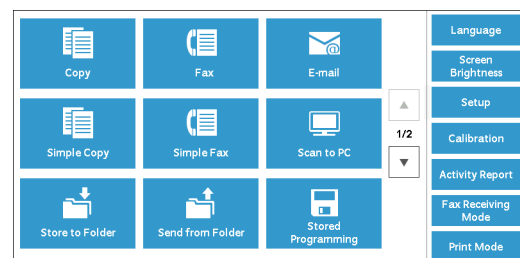 Copy
Fax
E-mail
Simple Copy
Simple Fax
Scan to PC
Store to Folder
Send from Folder
Stored
Programming
1/2
Language
Screen
Brightness
Setup
Calibration
Activity Report
Fax Receiving
Mode
Print Mode